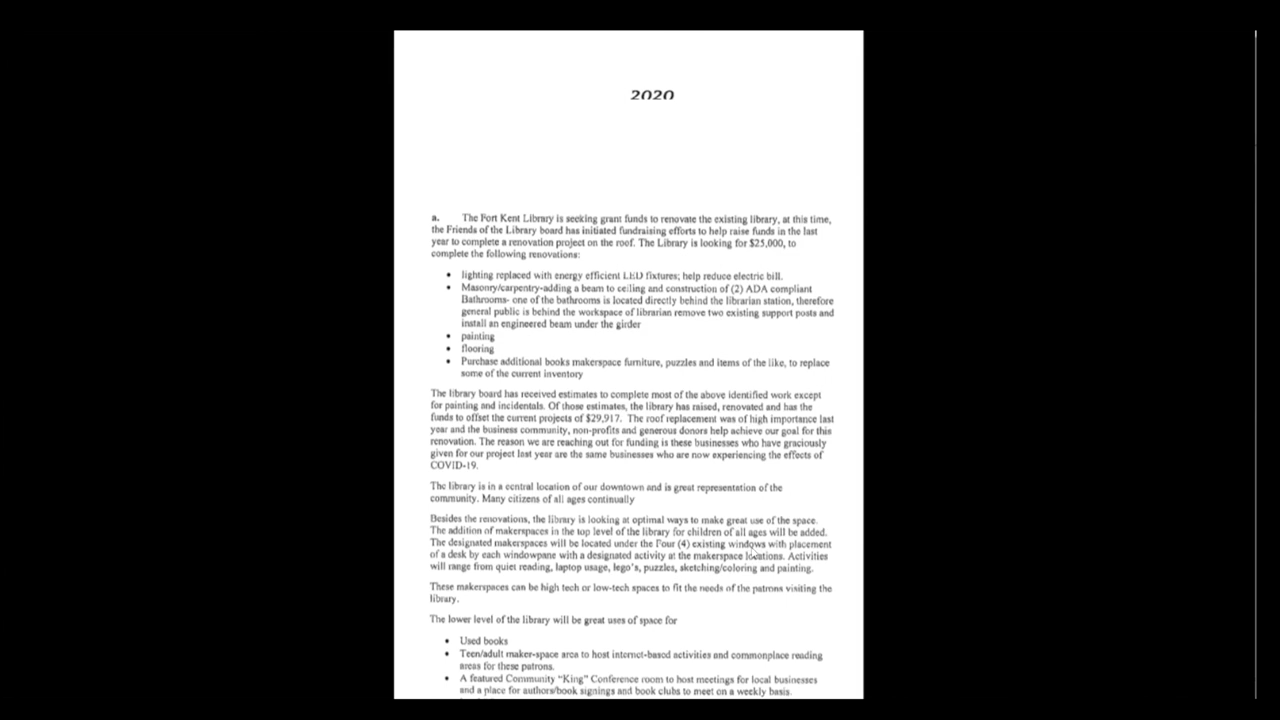 2020
a. The Fort Kent Library is seeking grant funds to renovate the existing library, at this time,
the Friends of the Library board has initiated fundraising efforts to help raise funds in the last
year to complete a renovation project on the roof. The Library is looking for $25,000, to
complete the following renovations:
• lighting replaced with energy efficient LED fixtures; help reduce electric bill.
• Masonry/carpentry-adding a beam to ceiling and construction of (2) ADA compliant
Bathrooms- one of the bathrooms is located directly behind the librarian station, therefore
general public is behind the workspace of librarian remove two existing support posts and
install an engineered beam under the girder
• painting
• flooring
• Purchase additional books makerspace furniture, puzzles and items of the like, to replace
some of the current inventory
The library board has received estimates to complete most of the above identified work except
for painting and incidentals. Of those estimates, the library has raised, renovated and has the
funds to offset the current projects of $29,917. The roof replacement was of high importance last
year and the business community, non-profits and generous donors help achieve our goal for this
renovation. The reason we are reaching out for funding is these businesses who have graciously
given for our project last year are the same businesses who are now experiencing the effects of
COVID-19.
The library is in a central location of our downtown and is great representation of the
community. Many citizens of all ages continually
Besides the renovations, the library is looking at optimal ways to make great use of the space.
The addition of makerspaces in the top level of the library for children of all ages will be added.
The designated makerspaces will be located under the Four (4) existing windows with placement
of a desk by each windowpane with a designated activity at the makerspace locations. Activities
will range from quiet reading, laptop usage, lego's, puzzles, sketching/coloring and painting.
These makerspaces can be high tech or low-tech spaces to fit the needs of the patrons visiting the
library.
The lower level of the library will be great uses of space for
• Used books
• Teen/adult maker-space area to host internet-based activities and commonplace reading
areas for these patrons.
• A featured Community "King" Conference room to host meetings for local businesses
and a place for authors/book signings and book clubs to meet on a weekly basis.